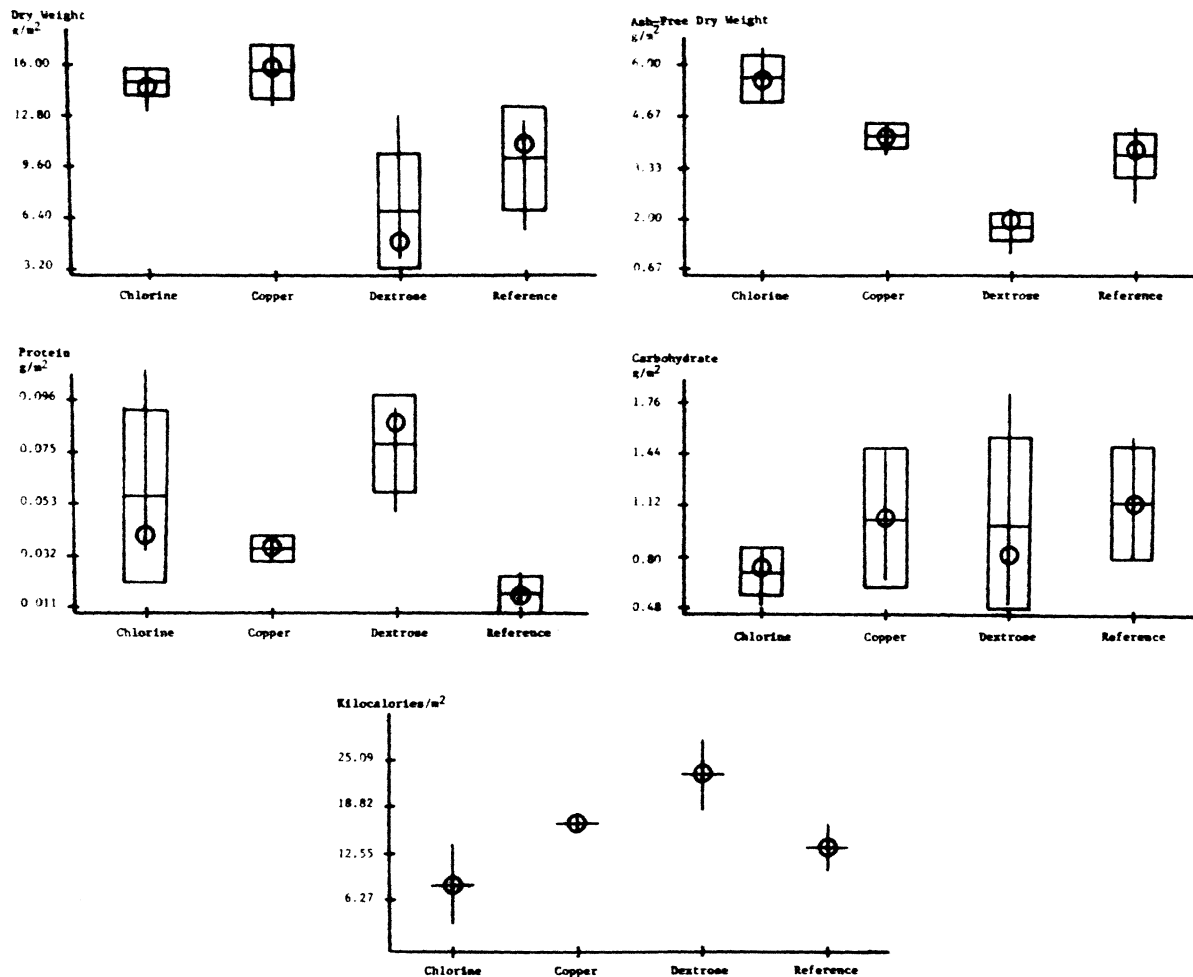 Dry Weight
g/m²
16.00
12.80
9.60
6.40
3.20
Chlorine Copper Dextrose Reference
Ash-Free Dry Weight
g/m²
6.00
4.67
3.33
2.00
0.67
Chlorine Copper Dextrose Reference
Protein
g/m²
0.096
0.075
0.053
0.032
0.011
Chlorine Copper Dextrose Reference
Carbohydrate
g/m²
1.76
1.44
1.12
0.80
0.48
Chlorine Copper Dextrose Reference
Kilocalories/m²
25.09
18.82
12.55
6.27
Chlorine Copper Dextrose Reference